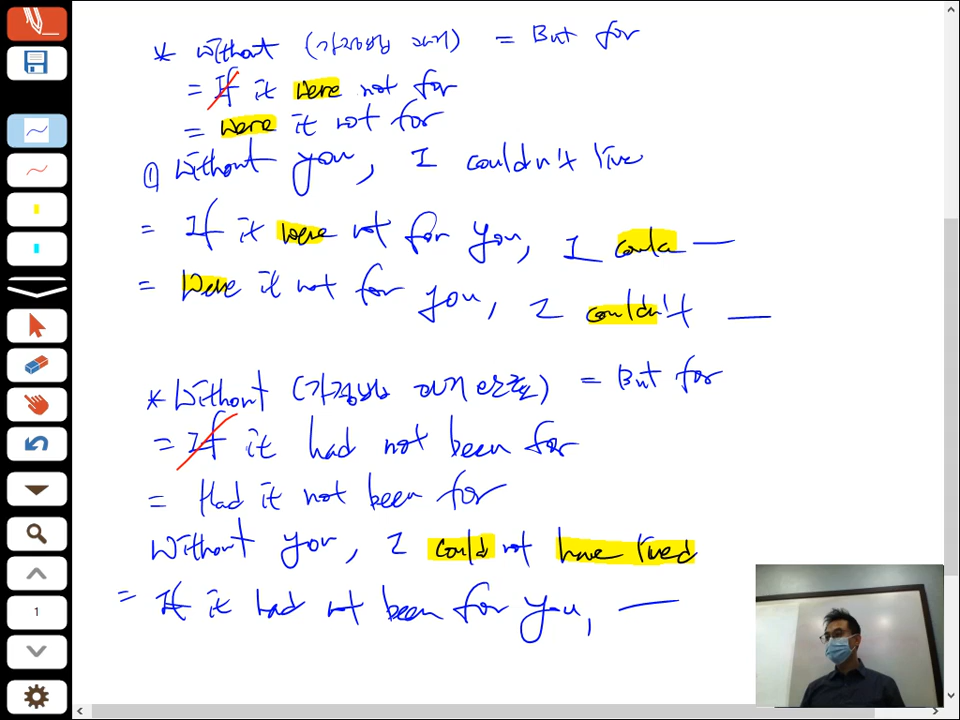 * without (가정법 과거) = But for
= If it were not for
= were it not for
① Without you, I couldn't live
= If it were not for you, I could —
= Were it not for you, I couldn't —
* Without (가정법 과거완료) = But for
= If it had not been for
= Had it not been for
Without you, I could not have lived
= If it had not been for you, —
1